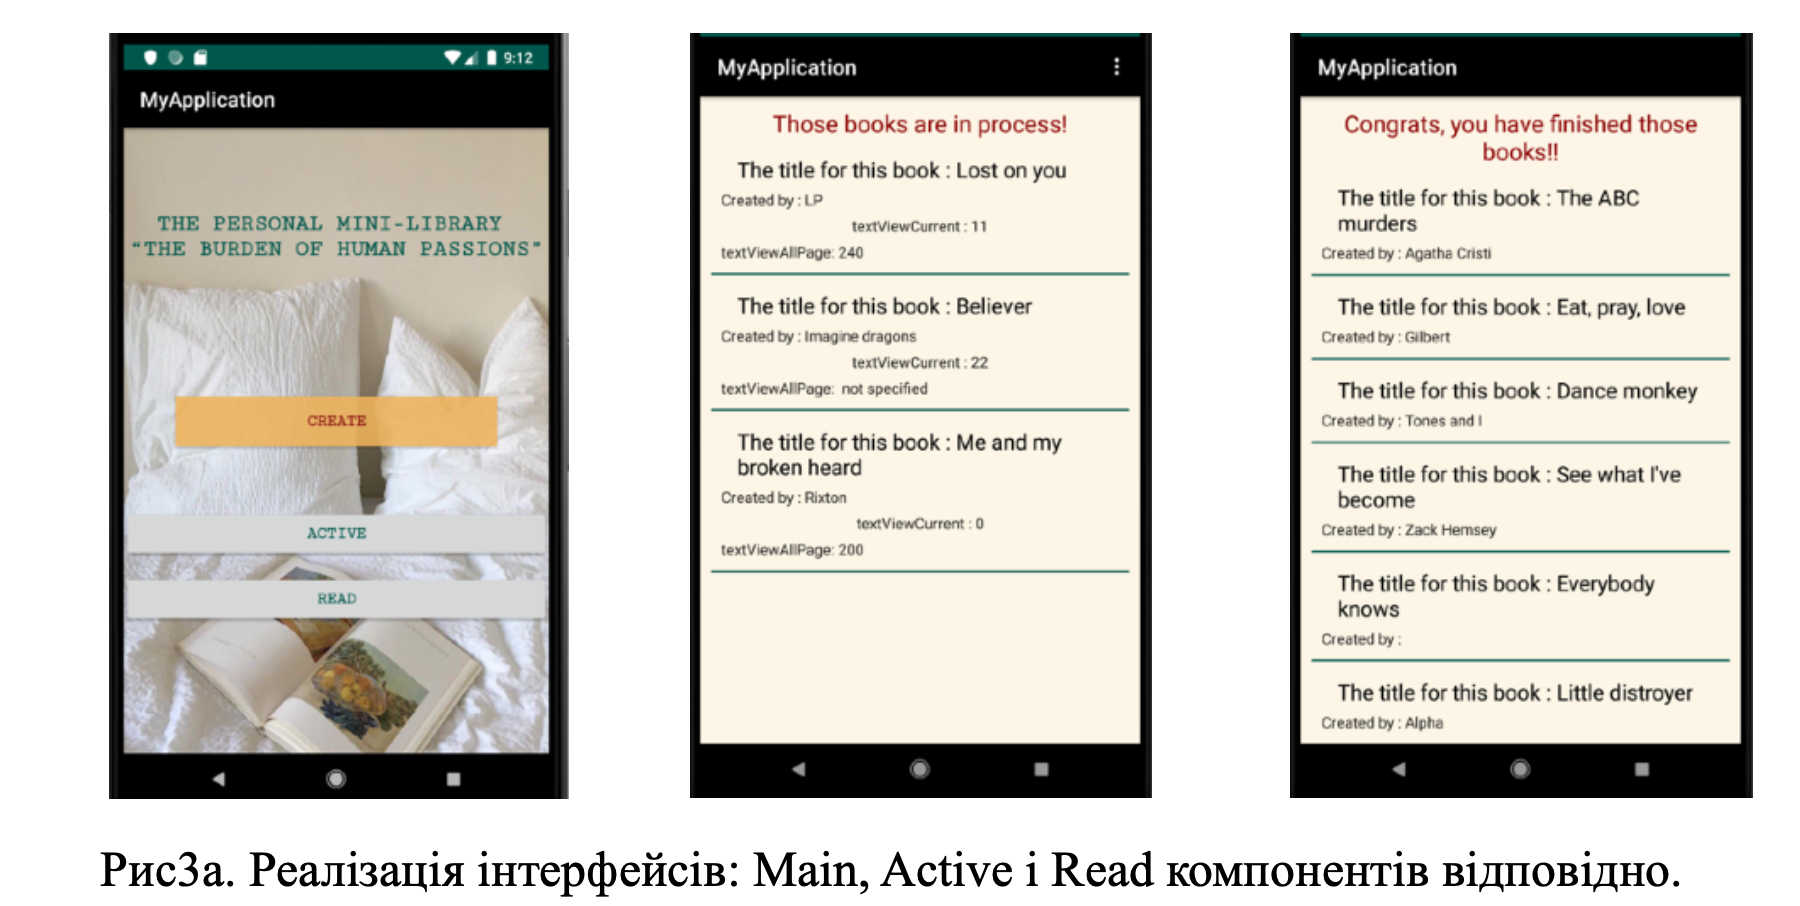 9:12
MyApplication
THE PERSONAL MINI-LIBRARY
“THE BURDEN OF HUMAN PASSIONS”
CREATE
ACTIVE
READ
MyApplication
Those books are in process!
The title for this book : Lost on you
Created by : LP
textViewCurrent : 11
textViewAllPage: 240
The title for this book : Believer
Created by : Imagine dragons
textViewCurrent : 22
textViewAllPage: not specified
The title for this book : Me and my
broken heard
Created by : Rixton
textViewCurrent : 0
textViewAllPage: 200
MyApplication
Congrats, you have finished those
books!!
The title for this book : The ABC
murders
Created by : Agatha Cristi
The title for this book : Eat, pray, love
Created by : Gilbert
The title for this book : Dance monkey
Created by : Tones and I
The title for this book : See what I've
become
Created by : Zack Hemsey
The title for this book : Everybody
knows
Created by :
The title for this book : Little distroyer
Created by : Alpha
Рис3а. Реалізація інтерфейсів: Main, Active і Read компонентів відповідно.